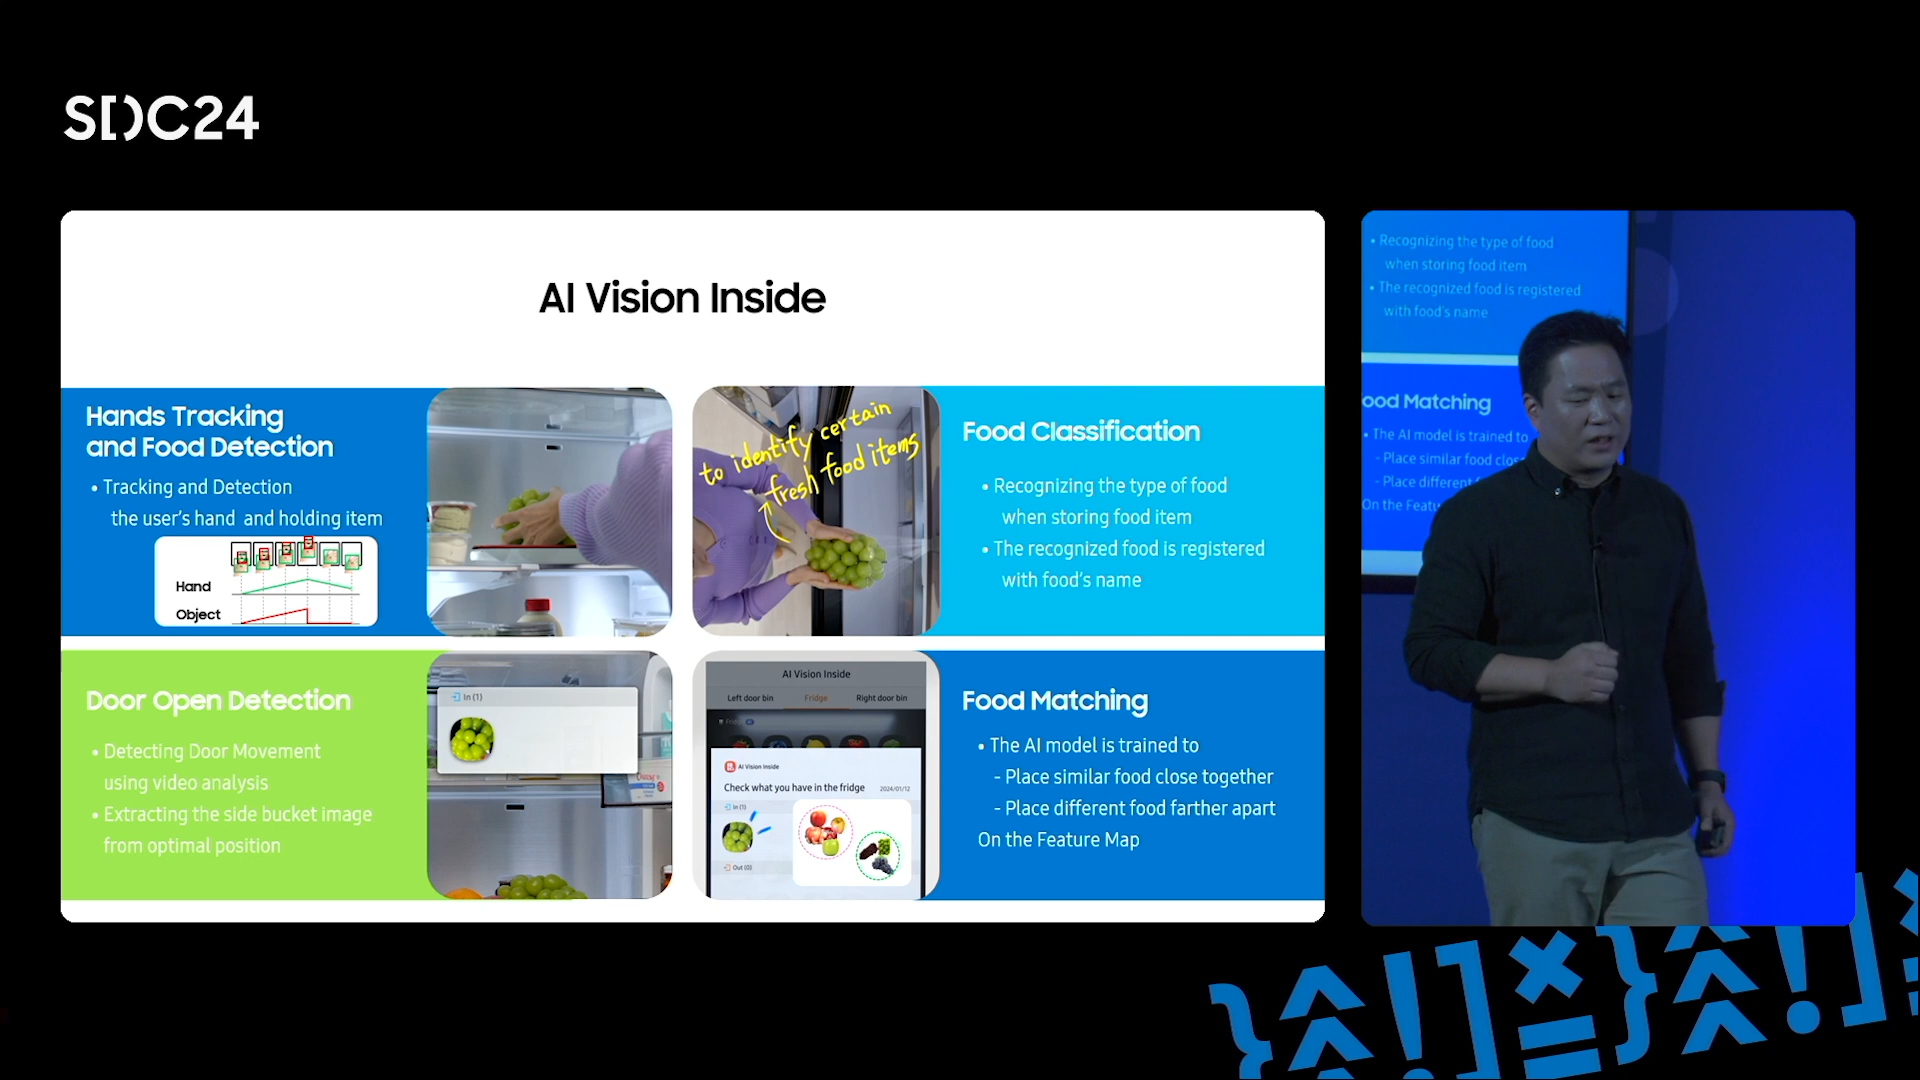 SDC24
AI Vision Inside
Hands Tracking
and Food Detection
• Tracking and Detection
the user's hand and holding item
Hand
Object
to identify certain
fresh food items
Food Classification
• Recognizing the type of food
when storing food item
• The recognized food is registered
with food's name
Door Open Detection
• Detecting Door Movement
using video analysis
• Extracting the side bucket image
from optimal position
In (1)
AI Vision Inside
Left door bin Fridge Right door bin
AI Vision Inside
Check what you have in the fridge 2024/01/12
In (1)
Out (0)
Food Matching
• The AI model is trained to
- Place similar food close together
- Place different food farther apart
On the Feature Map
• Recognizing the type of food
when storing food item
• The recognized food is registered
with food's name
ood Matching
• The AI model is trained to
- Place similar food clos
- Place different
On the Featu
}^^!]×=}^^!]=